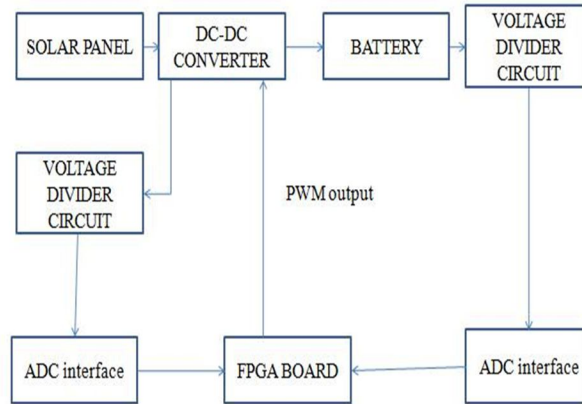 SOLAR PANEL
DC-DC
CONVERTER
BATTERY
VOLTAGE
DIVIDER
CIRCUIT
VOLTAGE
DIVIDER
CIRCUIT
PWM output
ADC interface
FPGA BOARD
ADC interface